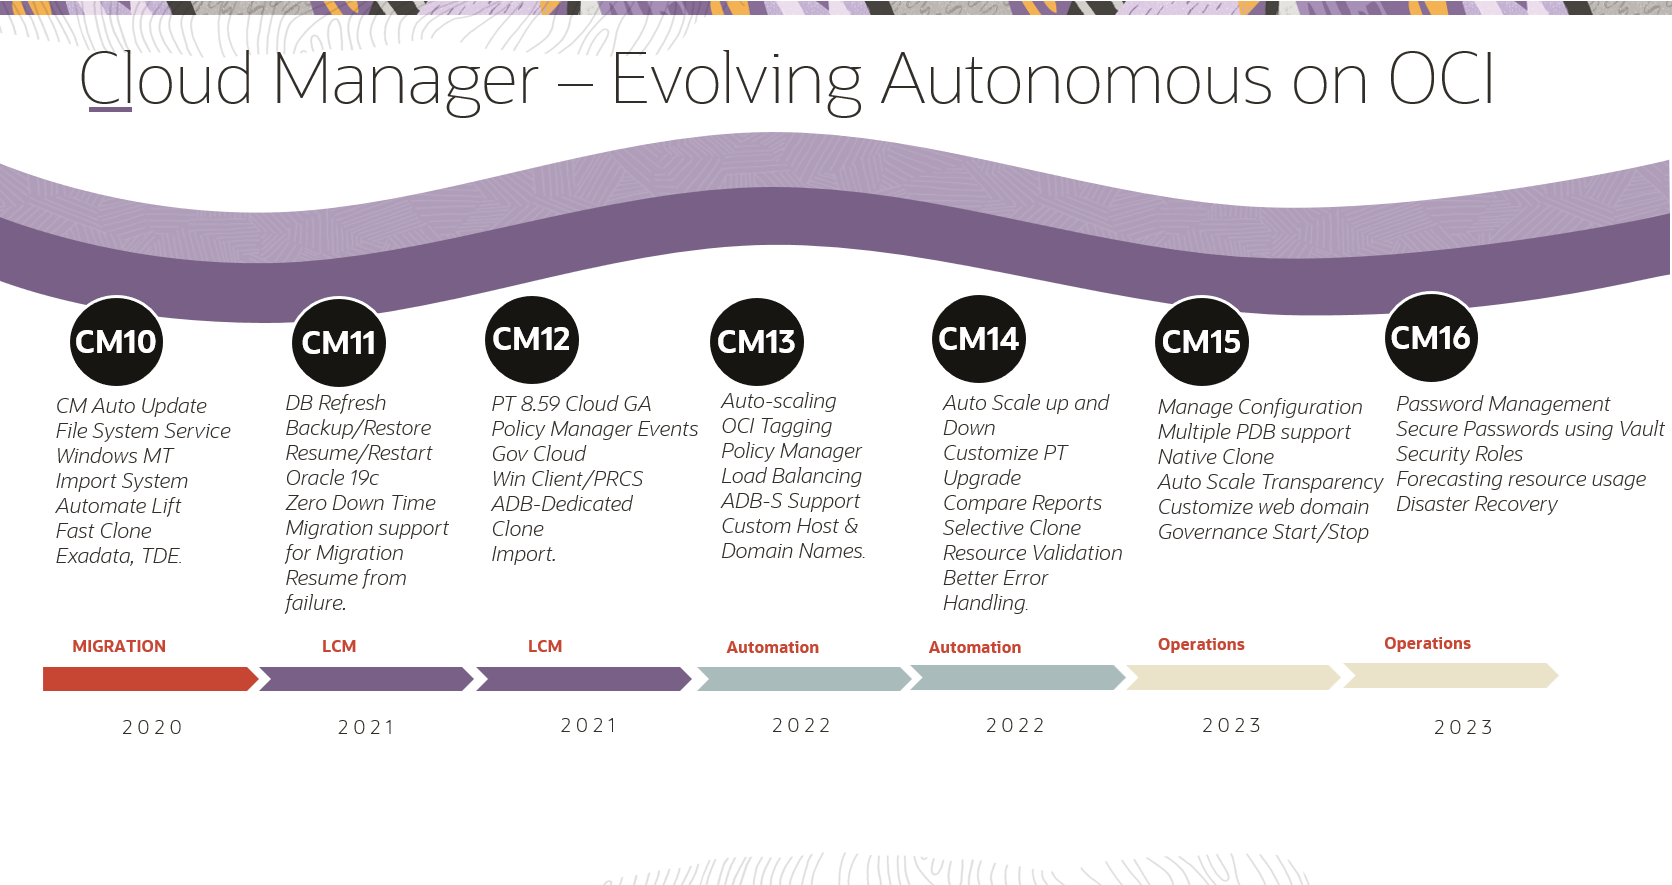 Cloud Manager – Evolving Autonomous on OCI
CM10
CM Auto Update
File System Service
Windows MT
Import System
Automate Lift
Fast Clone
Exadata, TDE.
MIGRATION
2020
CM11
DB Refresh
Backup/Restore
Resume/Restart
Oracle 19c
Zero Down Time
Migration support
for Migration
Resume from
failure.
LCM
2021
CM12
PT 8.59 Cloud GA
Policy Manager Events
Gov Cloud
Win Client/PRCS
ADB-Dedicated
Clone
Import.
LCM
2021
CM13
Auto-scaling
OCI Tagging
Policy Manager
Load Balancing
ADB-S Support
Custom Host &
Domain Names.
Automation
2022
CM14
Auto Scale up and
Down
Customize PT
Upgrade
Compare Reports
Selective Clone
Resource Validation
Better Error
Handling.
Automation
2022
CM15
Manage Configuration
Multiple PDB support
Native Clone
Auto Scale Transparency
Customize web domain
Governance Start/Stop
Operations
2023
CM16
Password Management
Secure Passwords using Vault
Security Roles
Forecasting resource usage
Disaster Recovery
Operations
2023